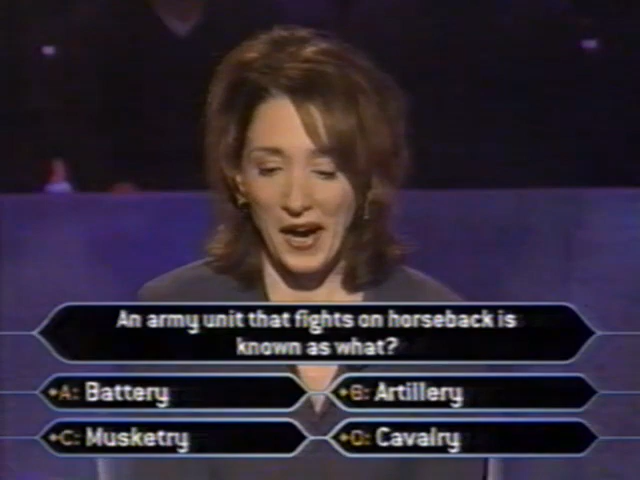 An army unit that fights on horseback is
known as what?
A: Battery
B: Artillery
C: Musketry
D: Cavalry